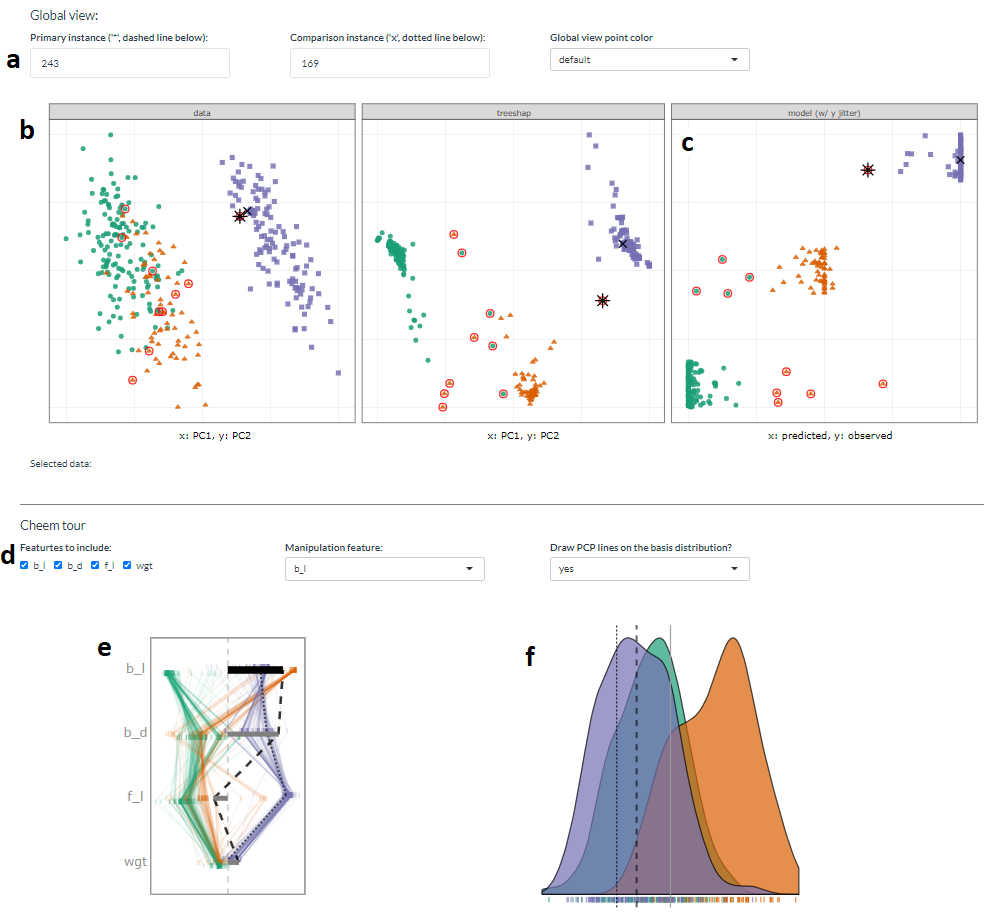 Global view:
Primary instance ('*', dashed line below):
Comparison instance ('x', dotted line below):
Global view point color
a
243
169
default
b
data
treeshap
model (w/ y jitter)
c
x: PC1, y: PC2
x: PC1, y: PC2
x: predicted, y: observed
Selected data:
Cheem tour
d
Featurtes to include:
Manipulation feature:
Draw PCP lines on the basis distribution?
b_l b_d f_l wgt
b_l
yes
e
f
b_l
b_d
f_l
wgt